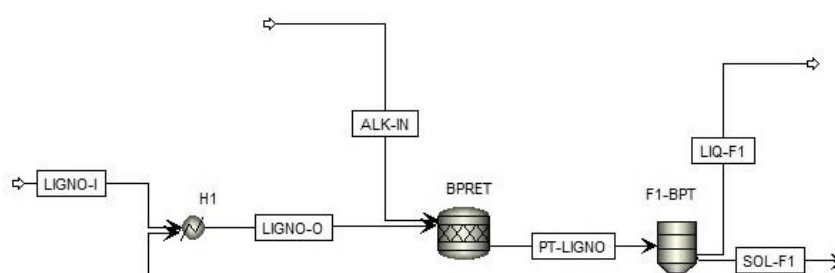 ALK-IN
BPRET
LIQ-F1
F1-BPT
LIGNO-I
H1
LIGNO-O
PT-LIGNO
SOL-F1